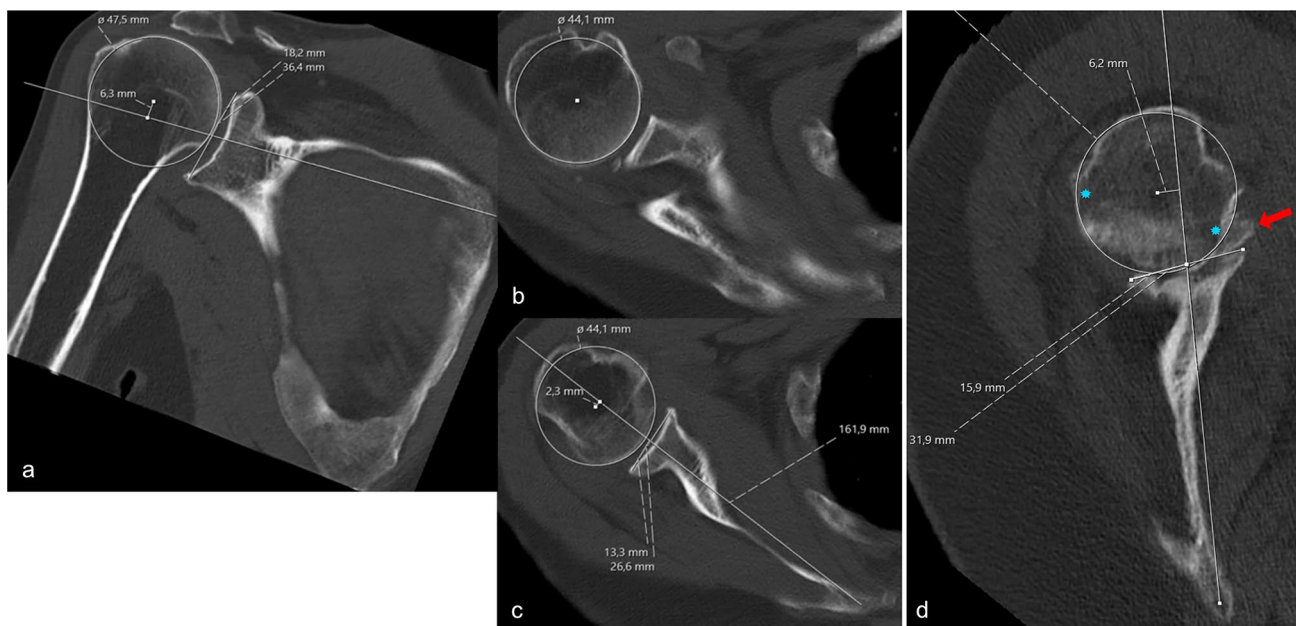 ø 47,5 mm
18,2 mm
36,4 mm
6,3 mm
a
ø 44,1 mm
b
ø 44,1 mm
2,3 mm
161,9 mm
13,3 mm
26,6 mm
c
6,2 mm
15,9 mm
31,9 mm
d